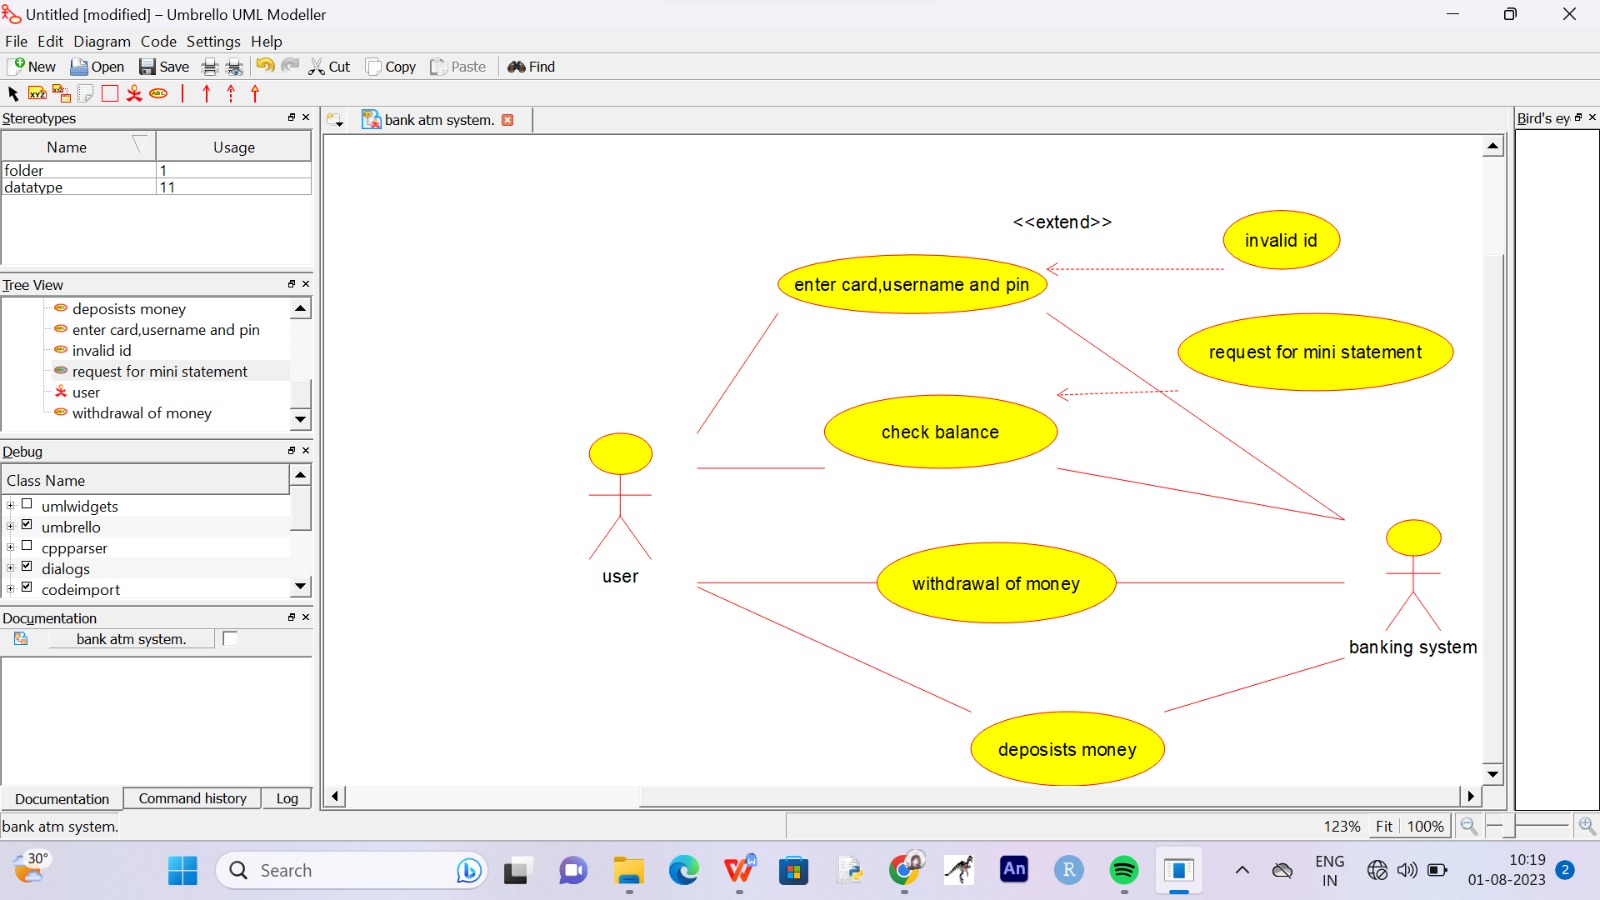 Untitled [modified] – Umbrello UML Modeller
File Edit Diagram Code Settings Help
New Open Save Cut Copy Paste Find
Stereotypes
Name Usage
folder 1
datatype 11
Tree View
deposists money
enter card,username and pin
invalid id
request for mini statement
user
withdrawal of money
Debug
Class Name
umlwidgets
umbrello
cppparser
dialogs
codeimport
Documentation
bank atm system.
Documentation Command history Log
bank atm system.
bank atm system.
<<extend>>
invalid id
enter card,username and pin
request for mini statement
check balance
user
withdrawal of money
banking system
deposists money
Bird's ey
123% Fit 100%
30°
Search
An
R
ENG
IN
10:19
01-08-2023
2